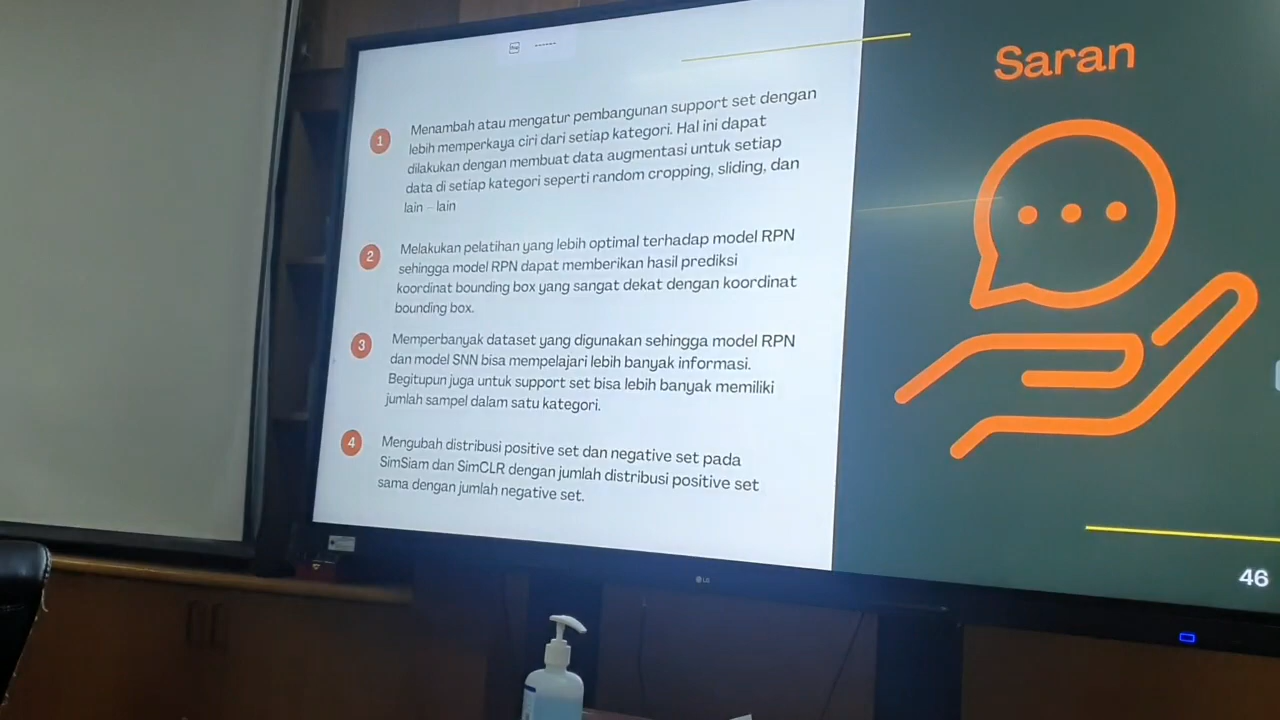 Saran
1
Menambah atau mengatur pembangunan support set dengan
lebih memperkaya ciri dari setiap kategori. Hal ini dapat
dilakukan dengan membuat data augmentasi untuk setiap
data di setiap kategori seperti random cropping, sliding, dan
lain – lain
2
Melakukan pelatihan yang lebih optimal terhadap model RPN
sehingga model RPN dapat memberikan hasil prediksi
koordinat bounding box yang sangat dekat dengan koordinat
bounding box.
3
Memperbanyak dataset yang digunakan sehingga model RPN
dan model SNN bisa mempelajari lebih banyak informasi.
Begitupun juga untuk support set bisa lebih banyak memiliki
jumlah sampel dalam satu kategori.
4
Mengubah distribusi positive set dan negative set pada
SimSiam dan SimCLR dengan jumlah distribusi positive set
sama dengan jumlah negative set.
46
LG